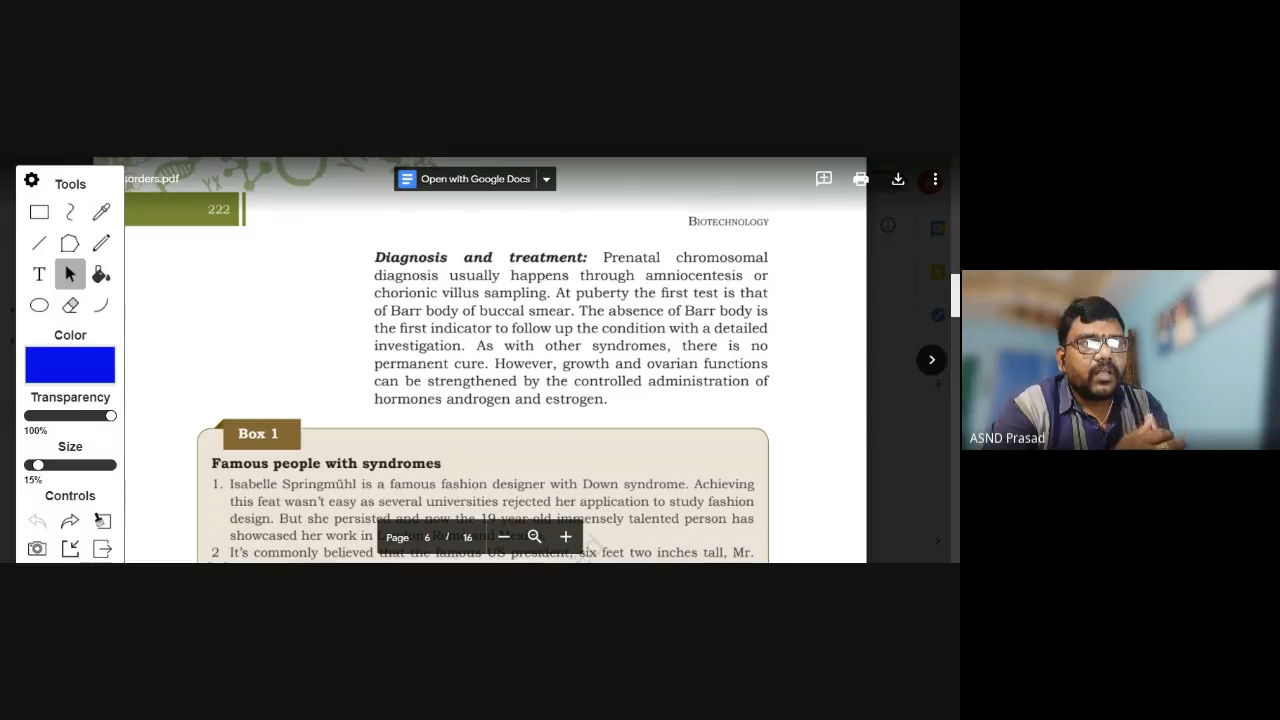 Tools
Color
Transparency
100%
Size
15%
Controls
sorders.pdf
Open with Google Docs
222
BIOTECHNOLOGY
Diagnosis and treatment: Prenatal chromosomal
diagnosis usually happens through amniocentesis or
chorionic villus sampling. At puberty the first test is that
of Barr body of buccal smear. The absence of Barr body is
the first indicator to follow up the condition with a detailed
investigation. As with other syndromes, there is no
permanent cure. However, growth and ovarian functions
can be strengthened by the controlled administration of
hormones androgen and estrogen.
Box 1
Famous people with syndromes
1. Isabelle Springmühl is a famous fashion designer with Down syndrome. Achieving
this feat wasn't easy as several universities rejected her application to study fashion
design. But she persisted and now the 19 year old immensely talented person has
showcased her work in London, Rome and Mexico.
2 It's commonly believed that the famous US president, six feet two inches tall, Mr.
Page 6 / 16
ASND Prasad